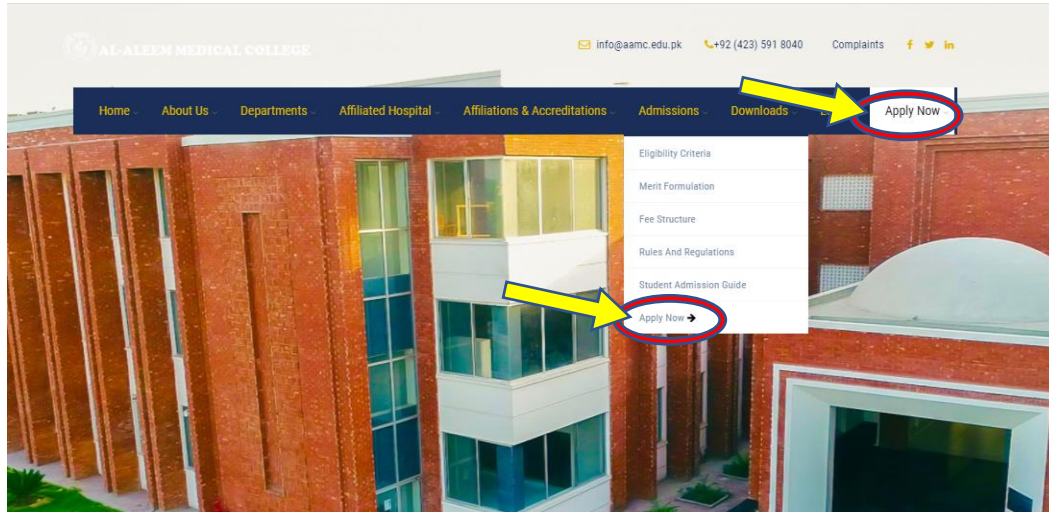 AL-ALEEM MEDICAL COLLEGE
info@aamc.edu.pk +92 (423) 591 8040 Complaints
Home About Us Departments Affiliated Hospital Affiliations & Accreditations Admissions Downloads Apply Now
Eligibility Criteria
Merit Formulation
Fee Structure
Rules And Regulations
Student Admission Guide
Apply Now →